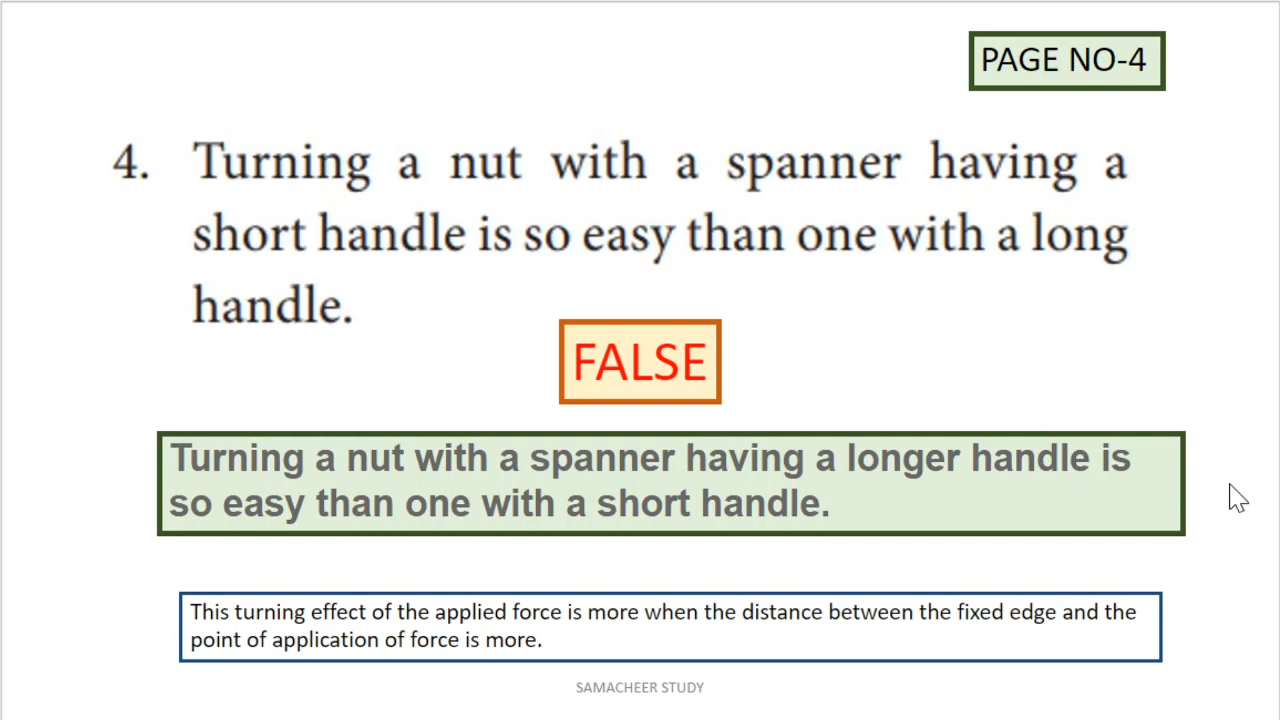 PAGE NO-4
4. Turning a nut with a spanner having a
short handle is so easy than one with a long
handle.
FALSE
Turning a nut with a spanner having a longer handle is
so easy than one with a short handle.
This turning effect of the applied force is more when the distance between the fixed edge and the
point of application of force is more.
SAMACHEER STUDY